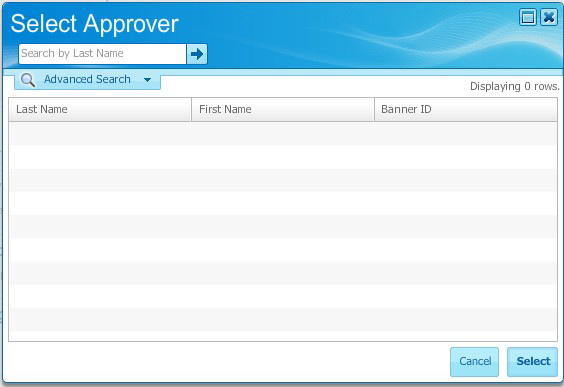 Select Approver
Search by Last Name
Advanced Search
Displaying 0 rows.
Last Name First Name Banner ID
Cancel Select